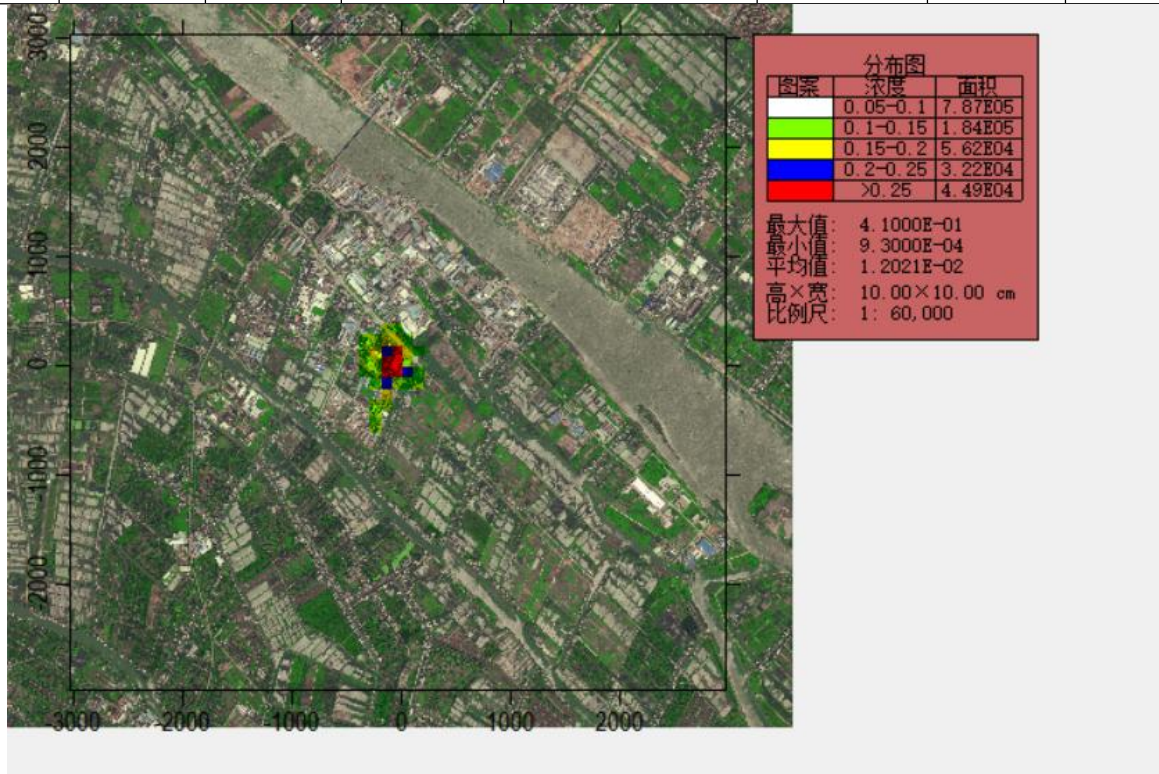 分布图
图案 浓度 面积
0.05-0.1 7.87E05
0.1-0.15 1.84E05
0.15-0.2 5.62E04
0.2-0.25 3.22E04
>0.25 4.49E04
最大值: 4.1000E-01
最小值: 9.3000E-04
平均值: 1.2021E-02
高×宽: 10.00×10.00 cm
比例尺: 1: 60,000
3000
2000
1000
0
-1000
-2000
-3000 -2000 -1000 0 1000 2000